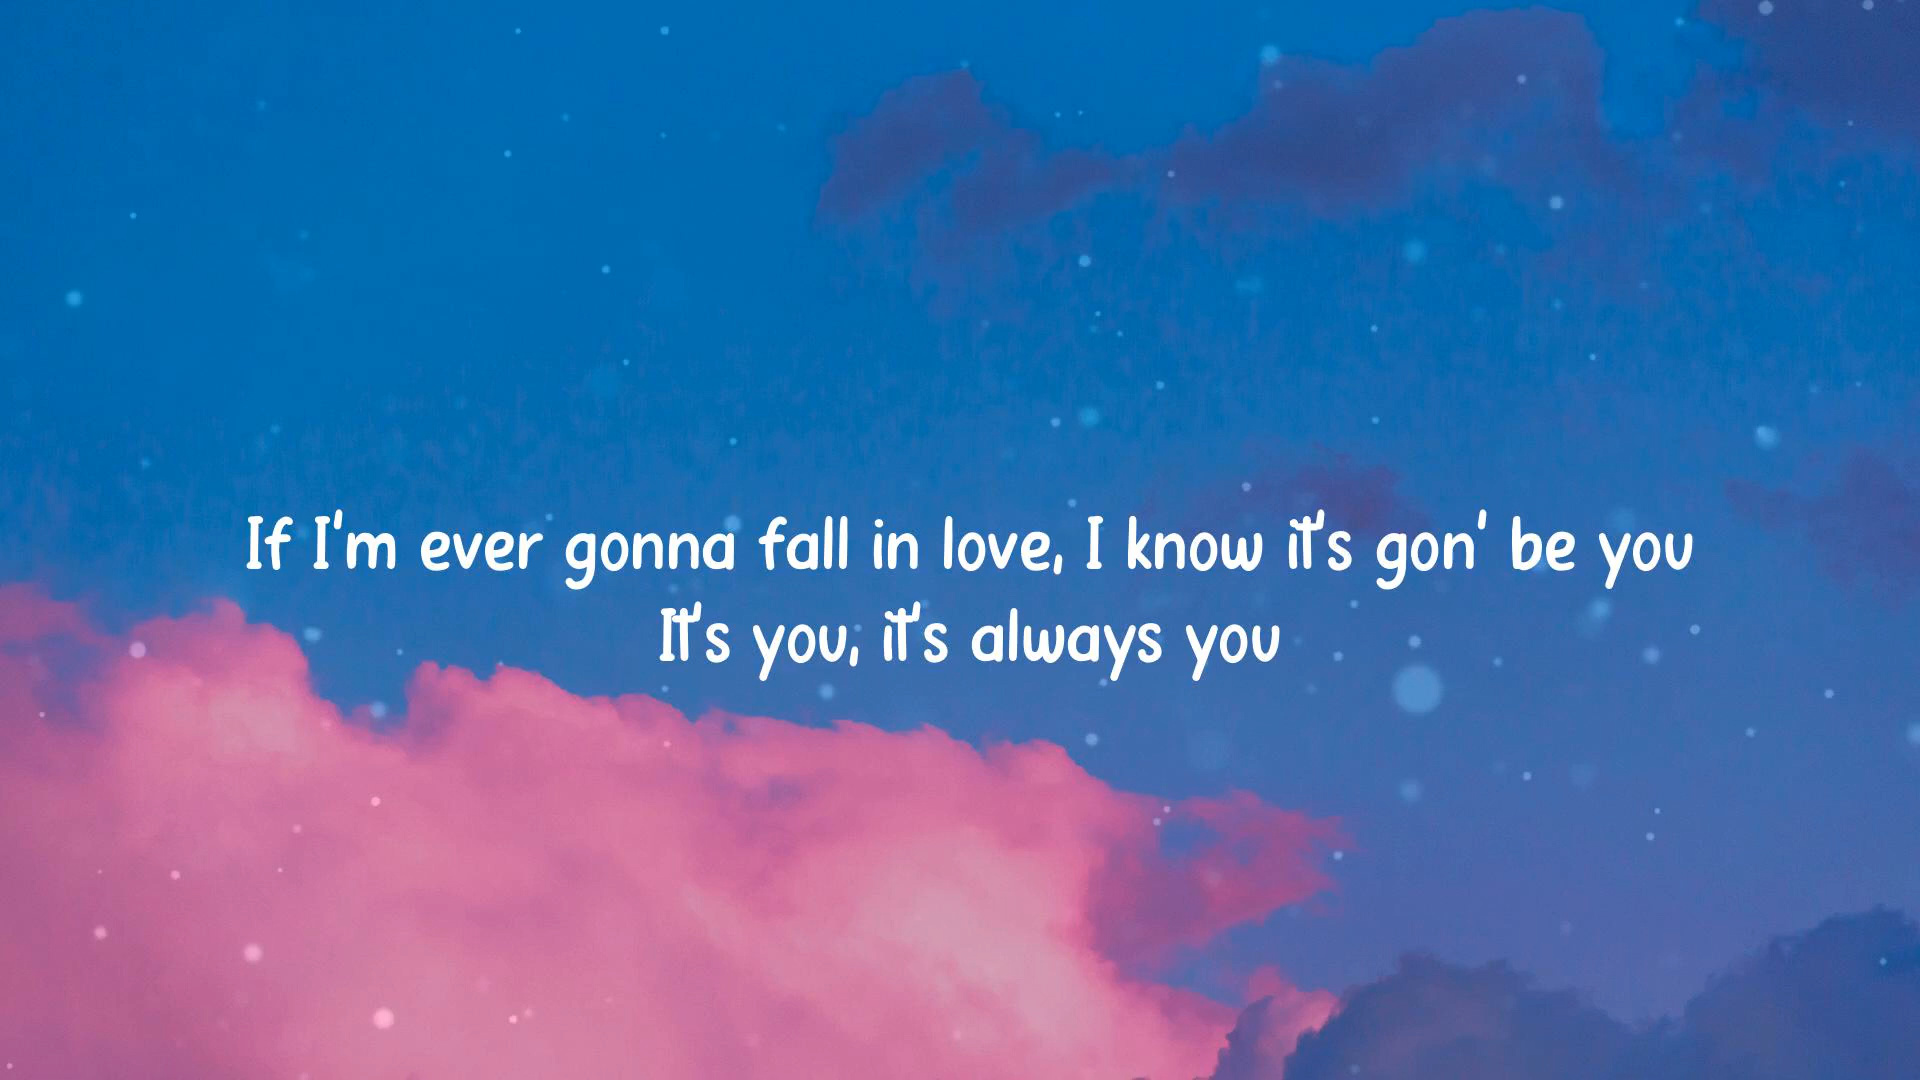 If I'm ever gonna fall in love, I know it's gon' be you
It's you, it's always you